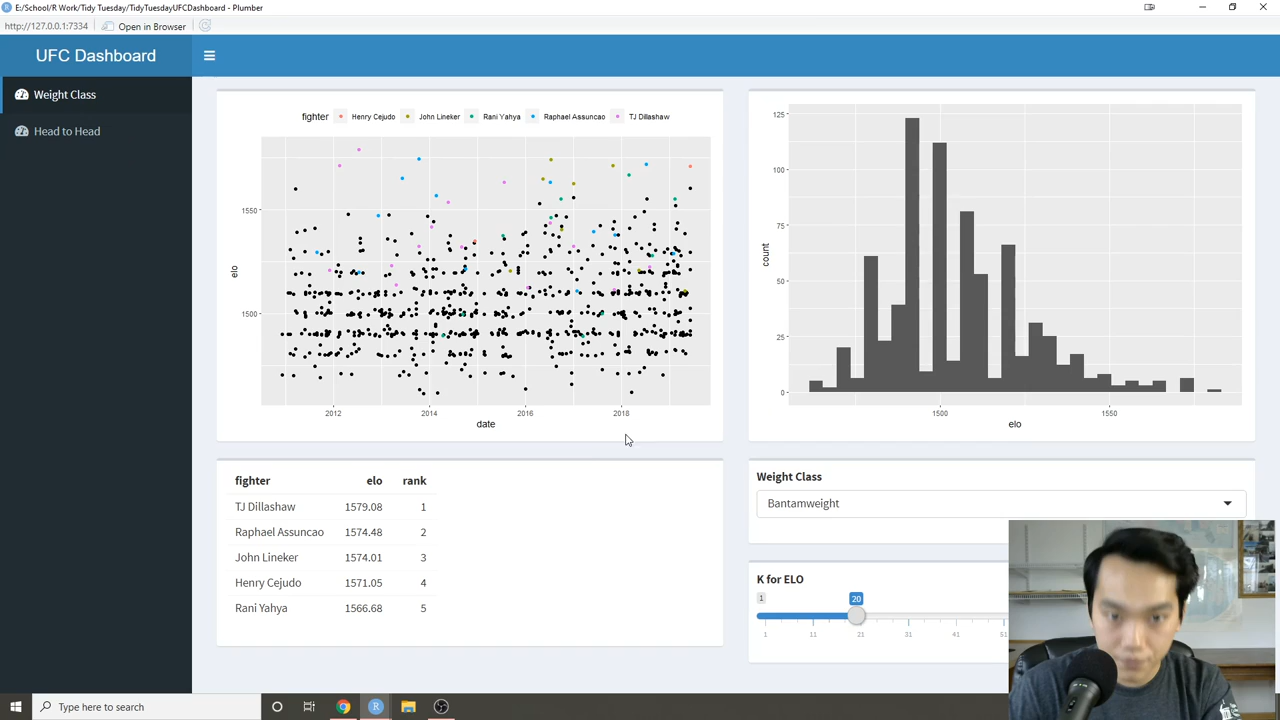 E:/School/R Work/Tidy Tuesday/TidyTuesdayUFCDashboard - Plumber
http://127.0.0.1:7334 Open in Browser
UFC Dashboard
Weight Class
Head to Head
fighter Henry Cejudo John Lineker Rani Yahya Raphael Assuncao TJ Dillashaw
1550
1500
elo
2012 2014 2016 2018
date
125
100
75
50
25
0
count
1500 1550
elo
fighter elo rank
TJ Dillashaw 1579.08 1
Raphael Assuncao 1574.48 2
John Lineker 1574.01 3
Henry Cejudo 1571.05 4
Rani Yahya 1566.68 5
Weight Class
Bantamweight
K for ELO
1 20
1 11 21 31 41 51
Type here to search